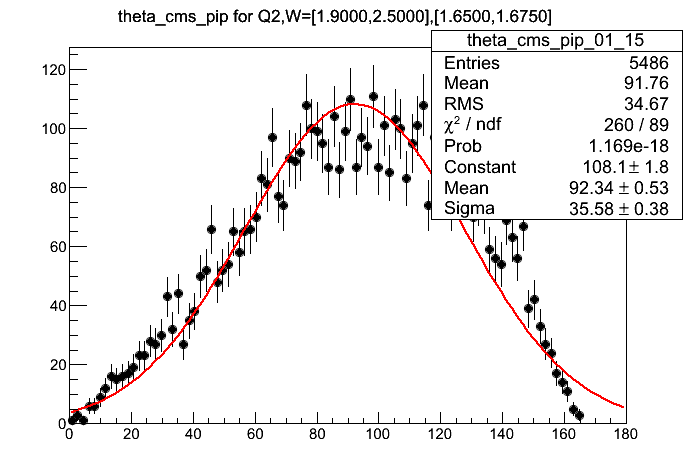 theta_cms_pip for Q2,W=[1.9000,2.5000],[1.6500,1.6750]
theta_cms_pip_01_15
Entries 5486
Mean 91.76
RMS 34.67
χ² / ndf 260 / 89
Prob 1.169e-18
Constant 108.1 ± 1.8
Mean 92.34 ± 0.53
Sigma 35.58 ± 0.38
120
100
80
60
40
20
0
0 20 40 60 80 100 120 140 160 180